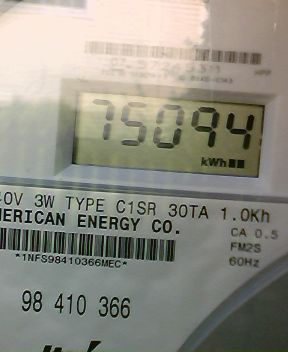 75094
kWh
0V 3W TYPE C1SR 30TA 1.0Kh
MERICAN ENERGY CO.
CA 0.5
FM2S
60Hz
*1NFS98410366MEC*
98 410 366